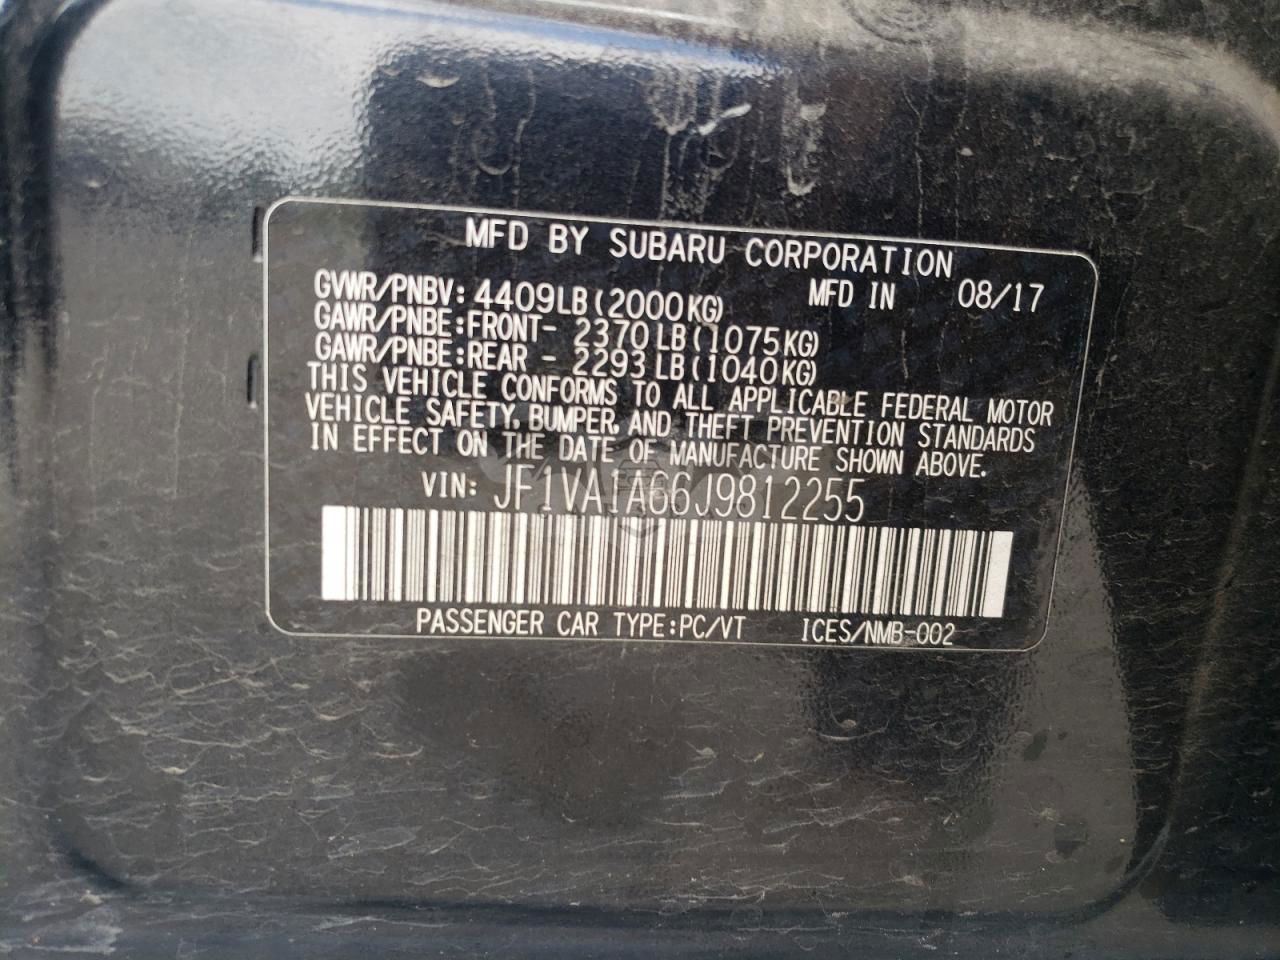 MFD BY SUBARU CORPORATION
GVWR/PNBV: 4409LB(2000KG) MFD IN 08/17
GAWR/PNBE:FRONT- 2370LB(1075KG)
GAWR/PNBE:REAR - 2293LB(1040KG)
THIS VEHICLE CONFORMS TO ALL APPLICABLE FEDERAL MOTOR
VEHICLE SAFETY, BUMPER, AND THEFT PREVENTION STANDARDS
IN EFFECT ON THE DATE OF MANUFACTURE SHOWN ABOVE.
VIN: JF1VA1A66J9812255
PASSENGER CAR TYPE:PC/VT ICES/NMB-002